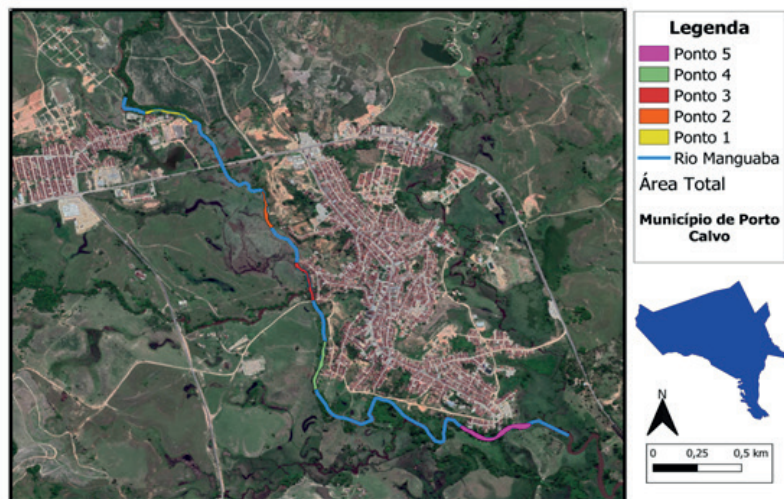 Legenda
Ponto 5
Ponto 4
Ponto 3
Ponto 2
Ponto 1
Rio Manguaba
Área Total
Município de Porto
Calvo
N
0 0,25 0,5 km